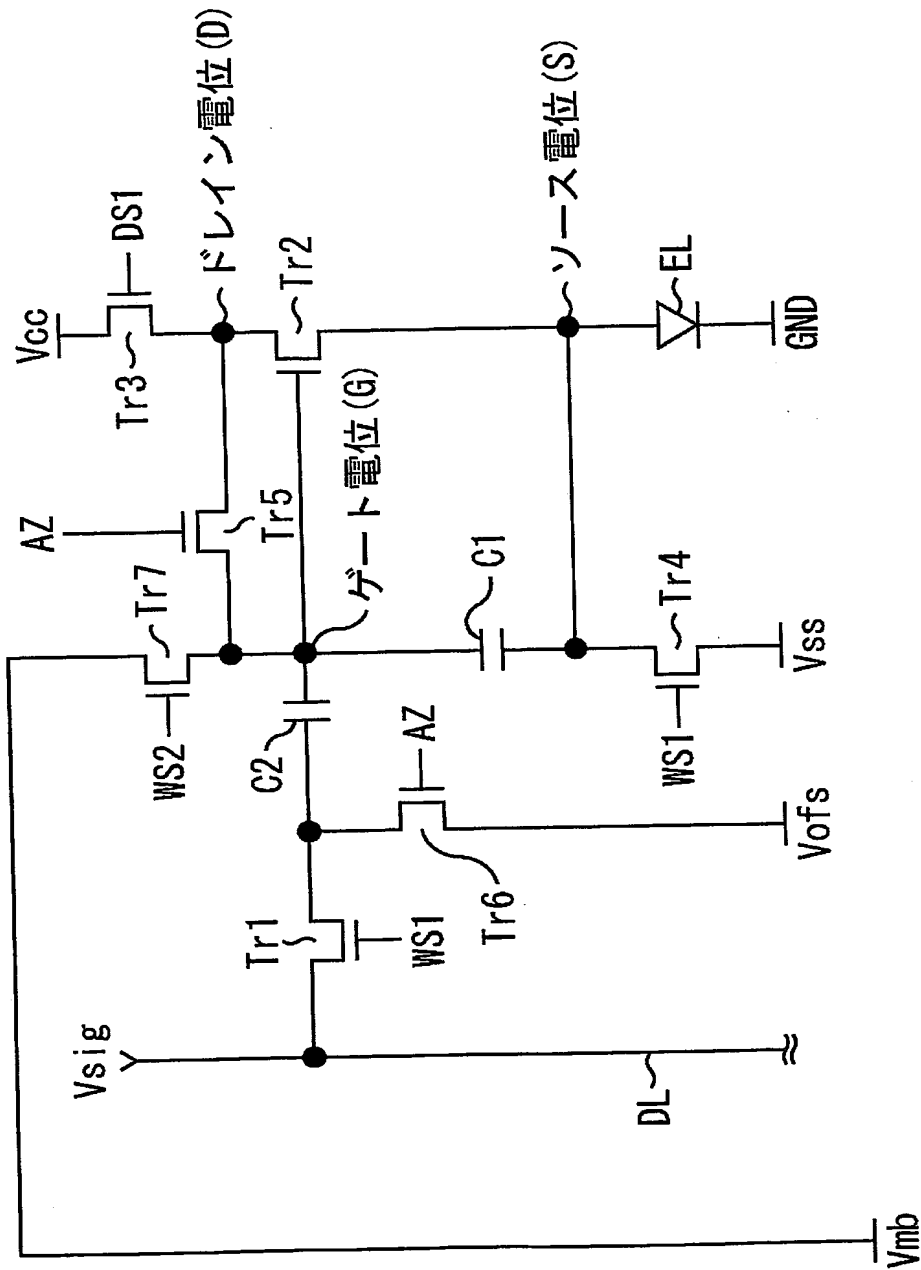 Vcc
DS1
Tr3
ドレイン電位(D)
AZ
Tr5
Tr2
Tr7
WS2
ゲート電位(G)
ソース電位(S)
C2
C1
EL
GND
Vsig
Tr1
WS1
AZ
Tr6
Tr4
WS1
DL
Vofs
Vss
Vmb